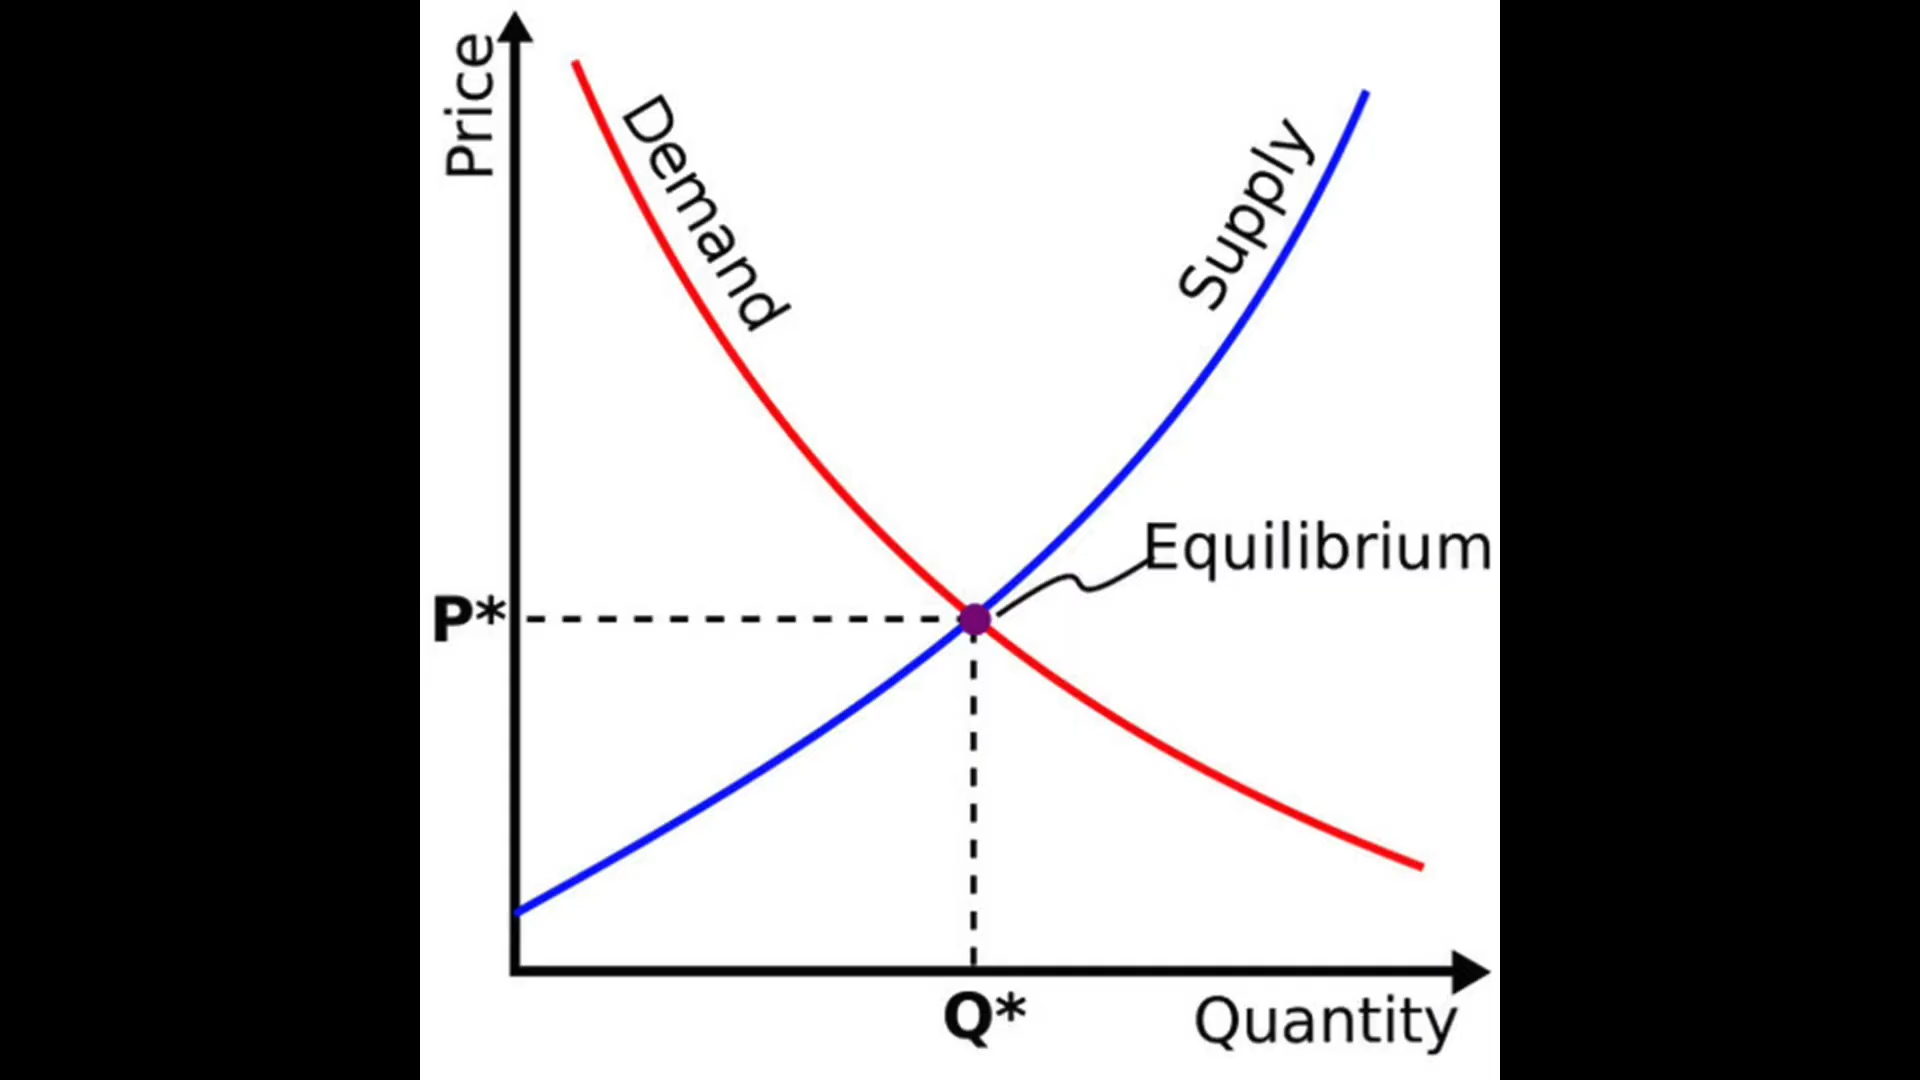 Price
Demand
Supply
Equilibrium
P*
Q*
Quantity